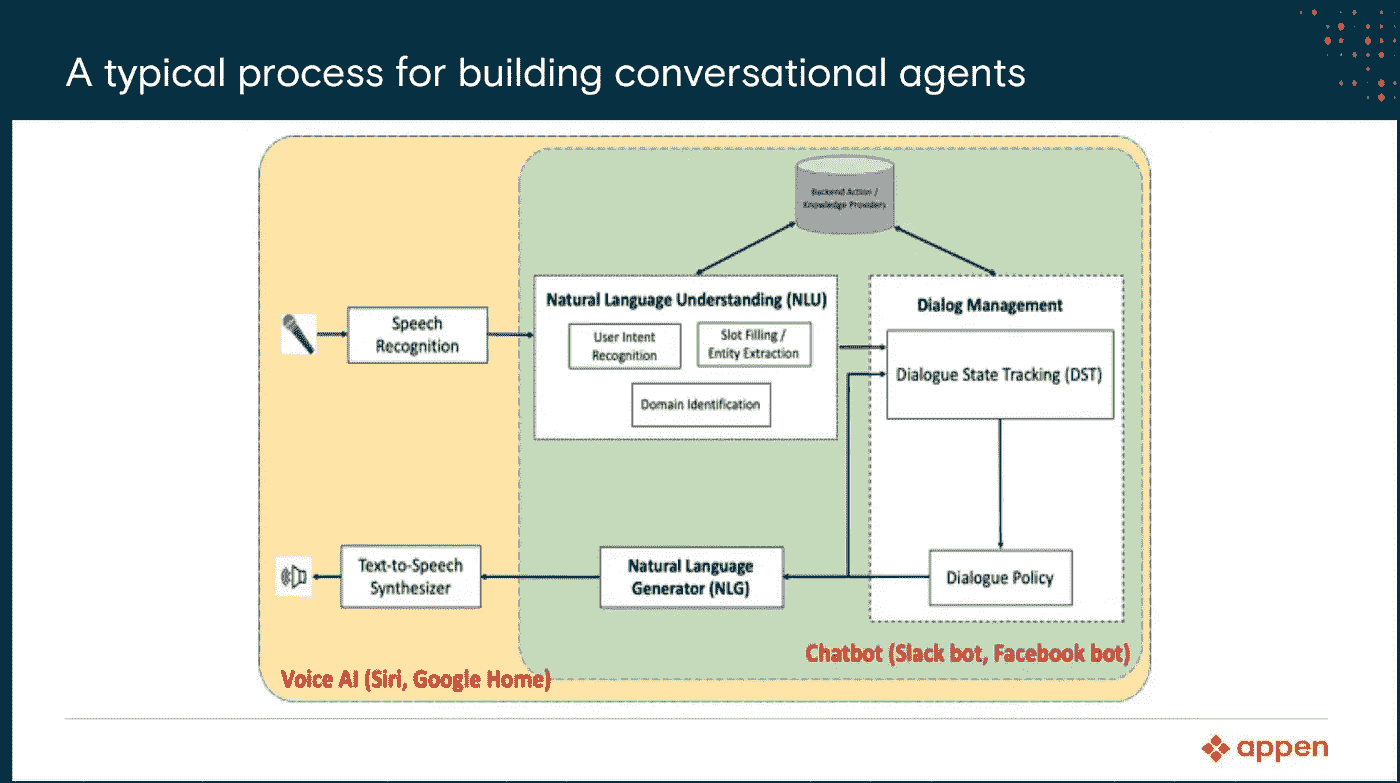 A typical process for building conversational agents
Backend Action /
Knowledge Providers
Natural Language Understanding (NLU)
User Intent
Recognition
Slot Filling /
Entity Extraction
Domain Identification
Dialog Management
Dialogue State Tracking (DST)
Speech
Recognition
Text-to-Speech
Synthesizer
Natural Language
Generator (NLG)
Dialogue Policy
Chatbot (Slack bot, Facebook bot)
Voice AI (Siri, Google Home)
appen